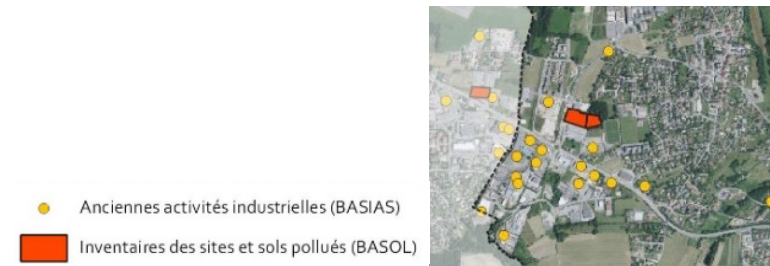 Anciennes activités industrielles (BASIAS)
Inventaires des sites et sols pollués (BASOL)